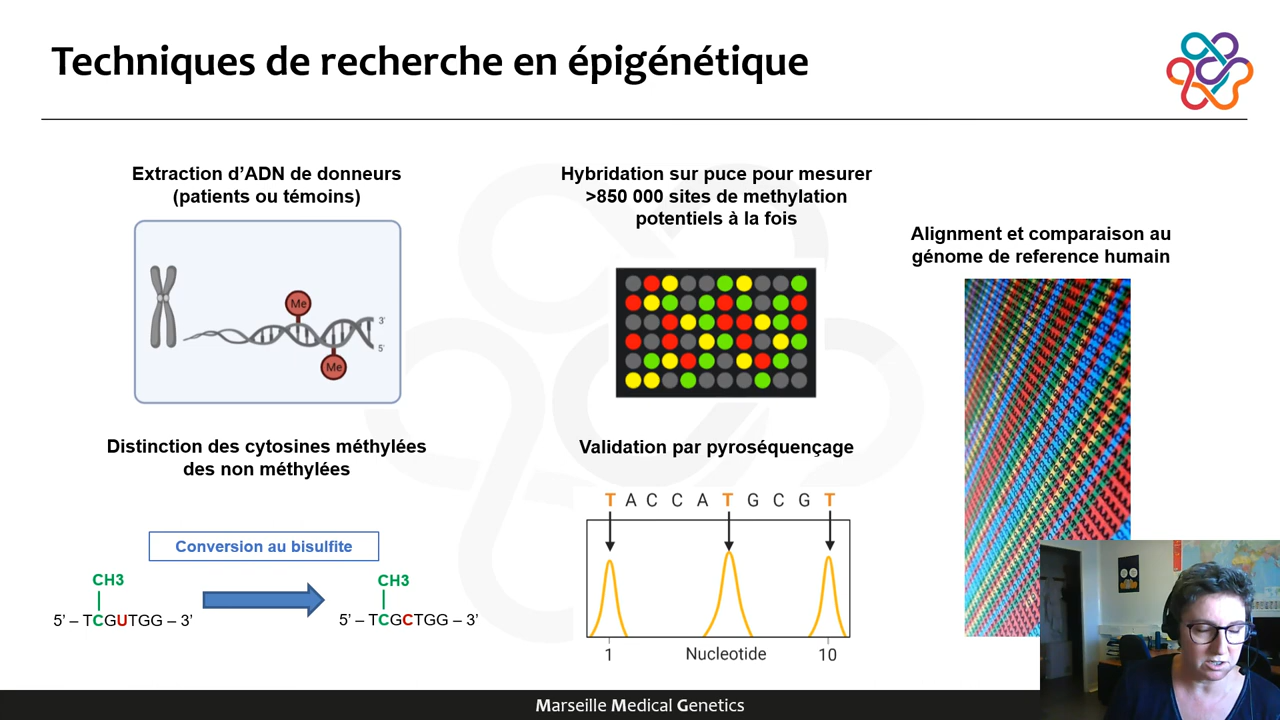 Techniques de recherche en épigénétique
Extraction d'ADN de donneurs
(patients ou témoins)
Me
3'
5'
Me
Distinction des cytosines méthylées
des non méthylées
Conversion au bisulfite
CH3
5' – TCGUTGG – 3'
CH3
5' – TCGCTGG – 3'
Hybridation sur puce pour mesurer
>850 000 sites de methylation
potentiels à la fois
Validation par pyroséquençage
T A C C A T G C G T
1 Nucleotide 10
Alignment et comparaison au
génome de reference humain
Marseille Medical Genetics